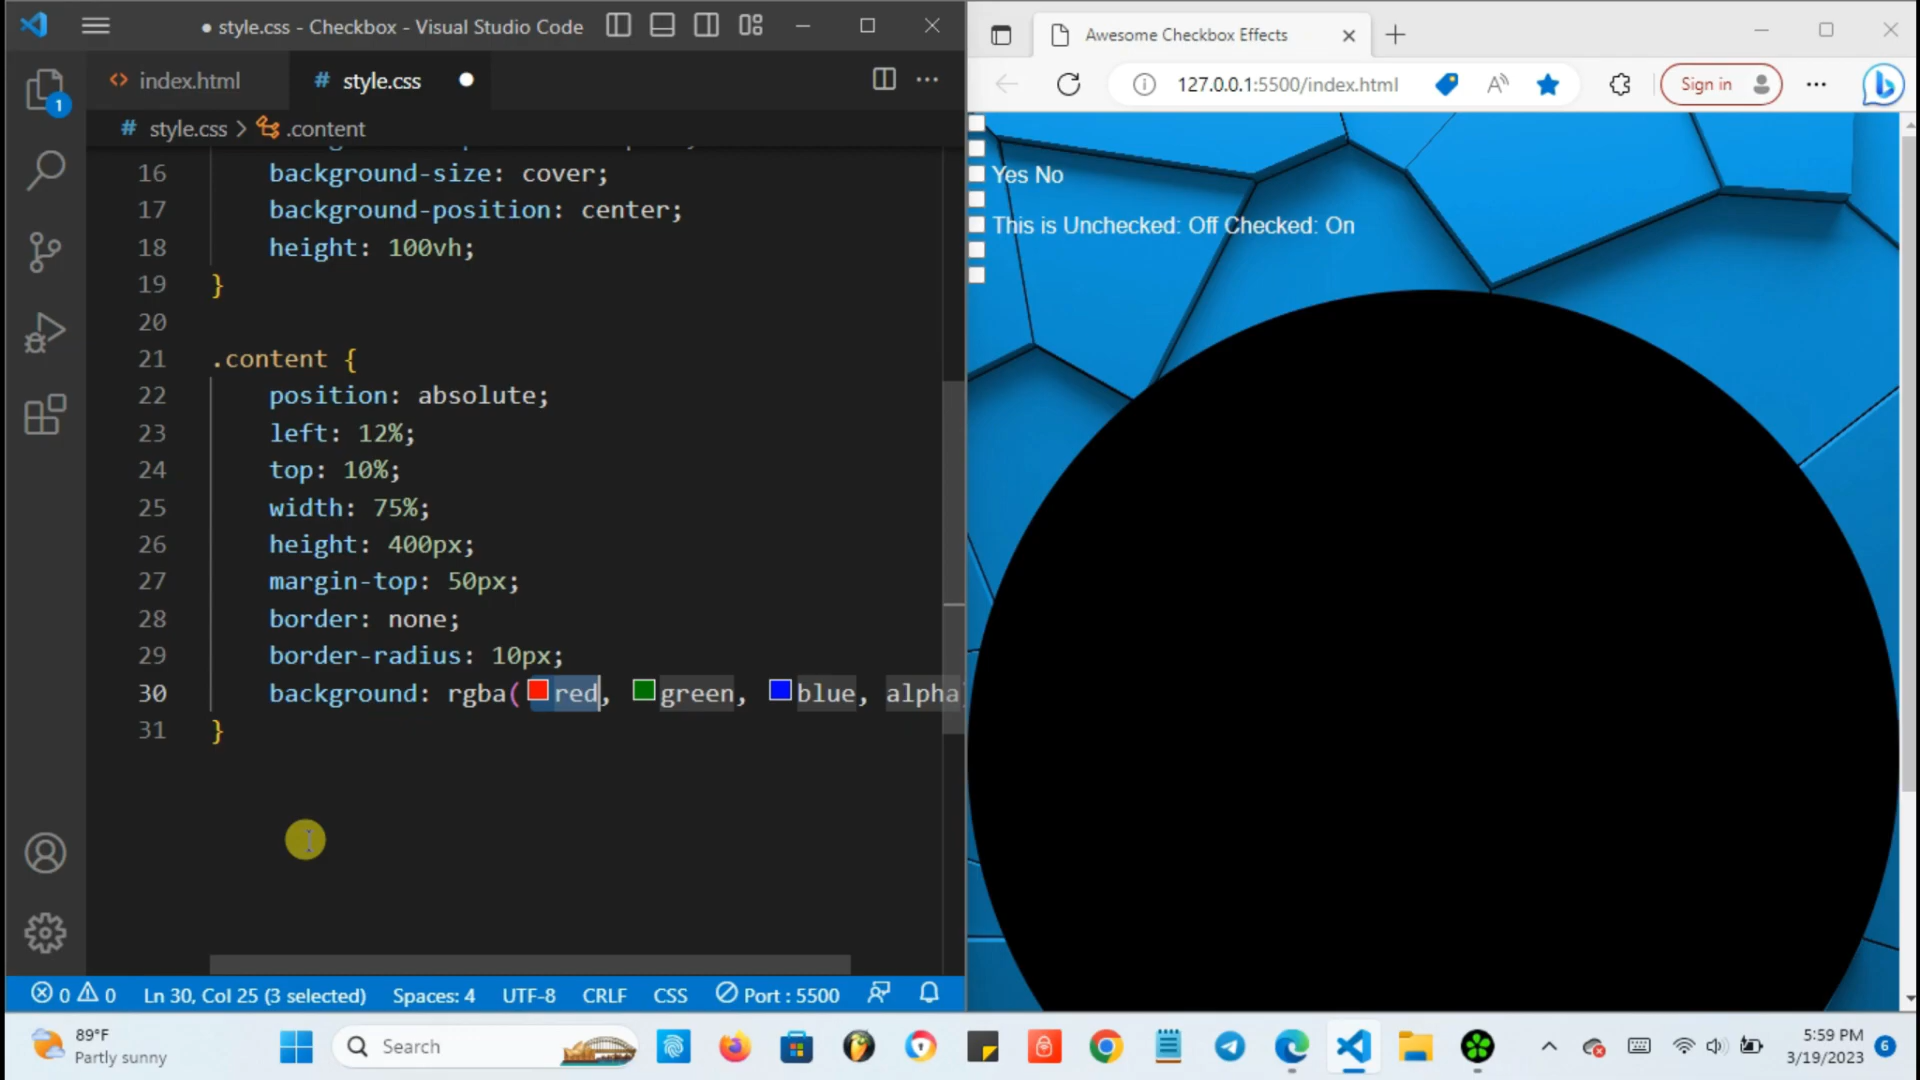 ● style.css - Checkbox - Visual Studio Code
index.html
# style.css ●
# style.css > .content
16 background-size: cover;
17 background-position: center;
18 height: 100vh;
19 }
20
21 .content {
22 position: absolute;
23 left: 12%;
24 top: 10%;
25 width: 75%;
26 height: 400px;
27 margin-top: 50px;
28 border: none;
29 border-radius: 10px;
30 background: rgba(red, green, blue, alpha
31 }
1
0 0 Ln 30, Col 25 (3 selected) Spaces: 4 UTF-8 CRLF CSS Port : 5500
Awesome Checkbox Effects
127.0.0.1:5500/index.html
Sign in
Yes No
This is Unchecked: Off Checked: On
89°F
Partly sunny
Search
5:59 PM
3/19/2023
6